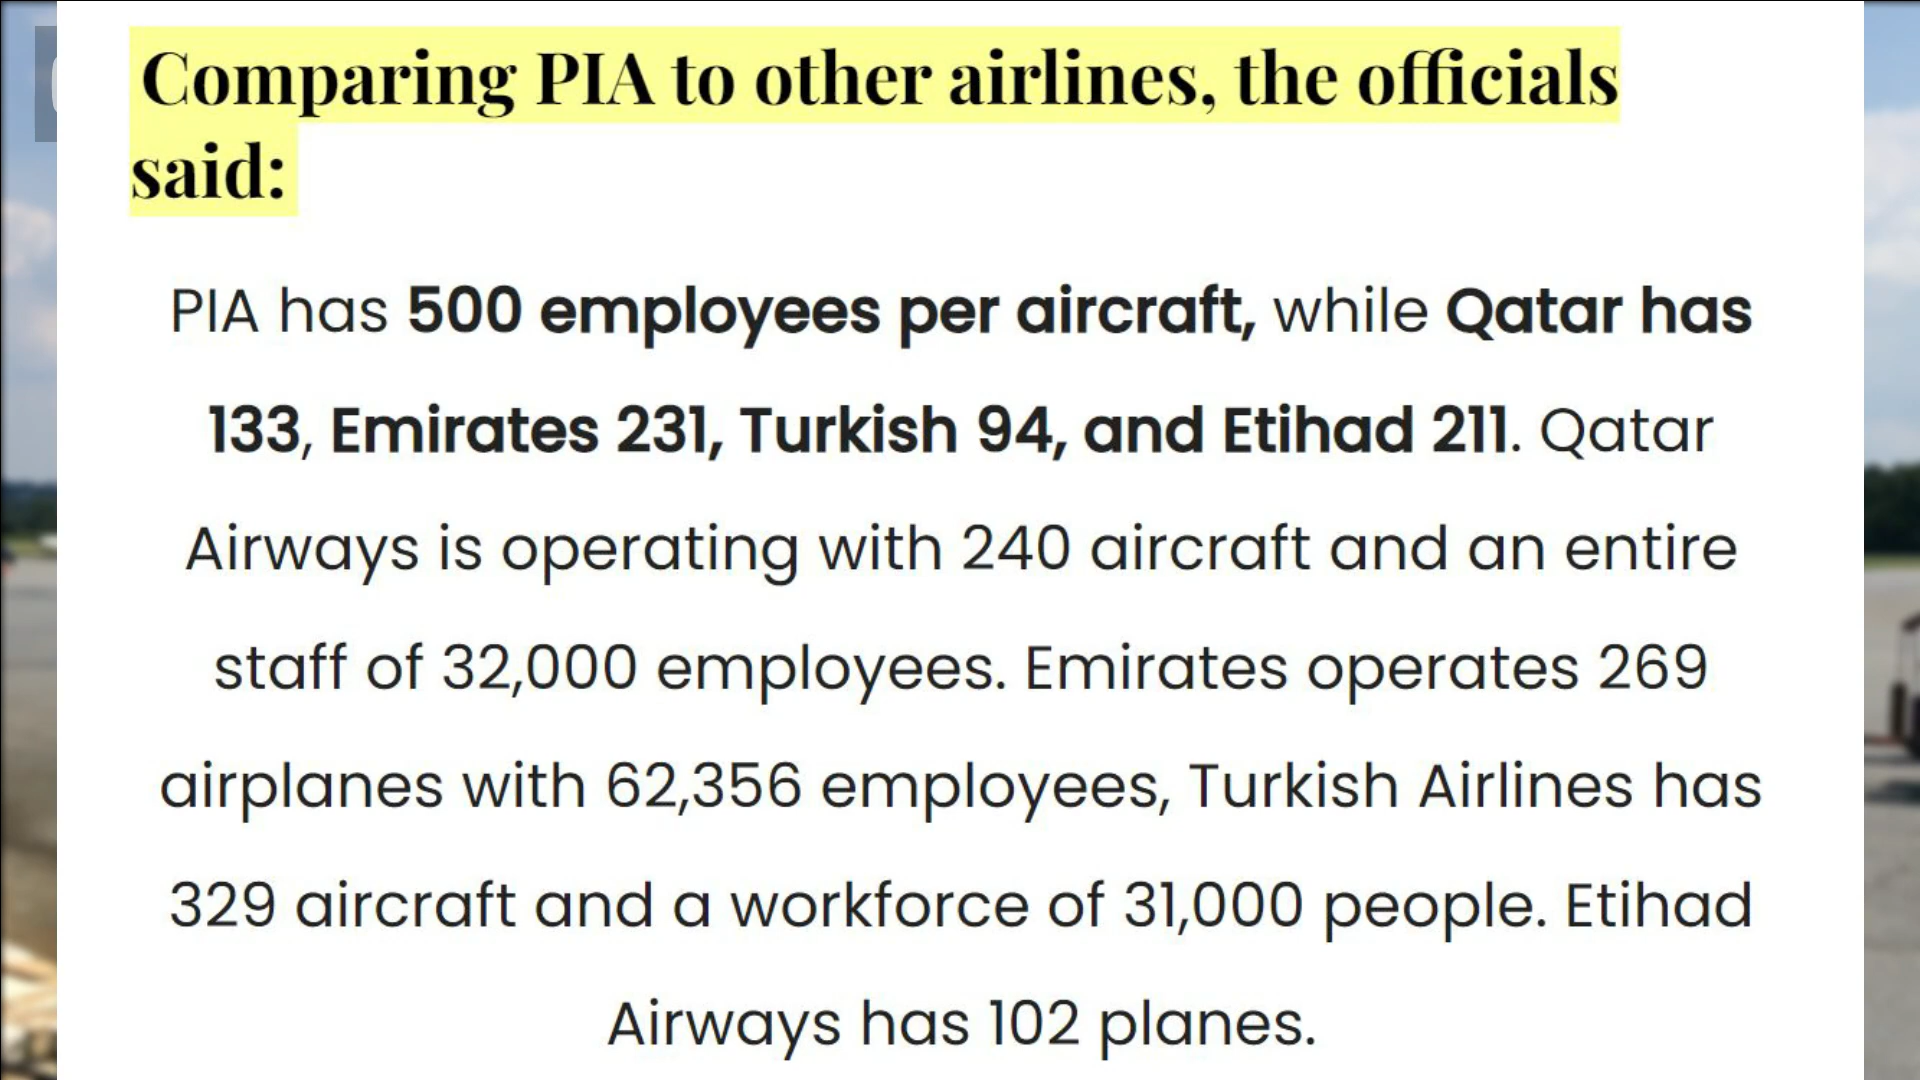 Comparing PIA to other airlines, the officials
said:
PIA has 500 employees per aircraft, while Qatar has
133, Emirates 231, Turkish 94, and Etihad 211. Qatar
Airways is operating with 240 aircraft and an entire
staff of 32,000 employees. Emirates operates 269
airplanes with 62,356 employees, Turkish Airlines has
329 aircraft and a workforce of 31,000 people. Etihad
Airways has 102 planes.